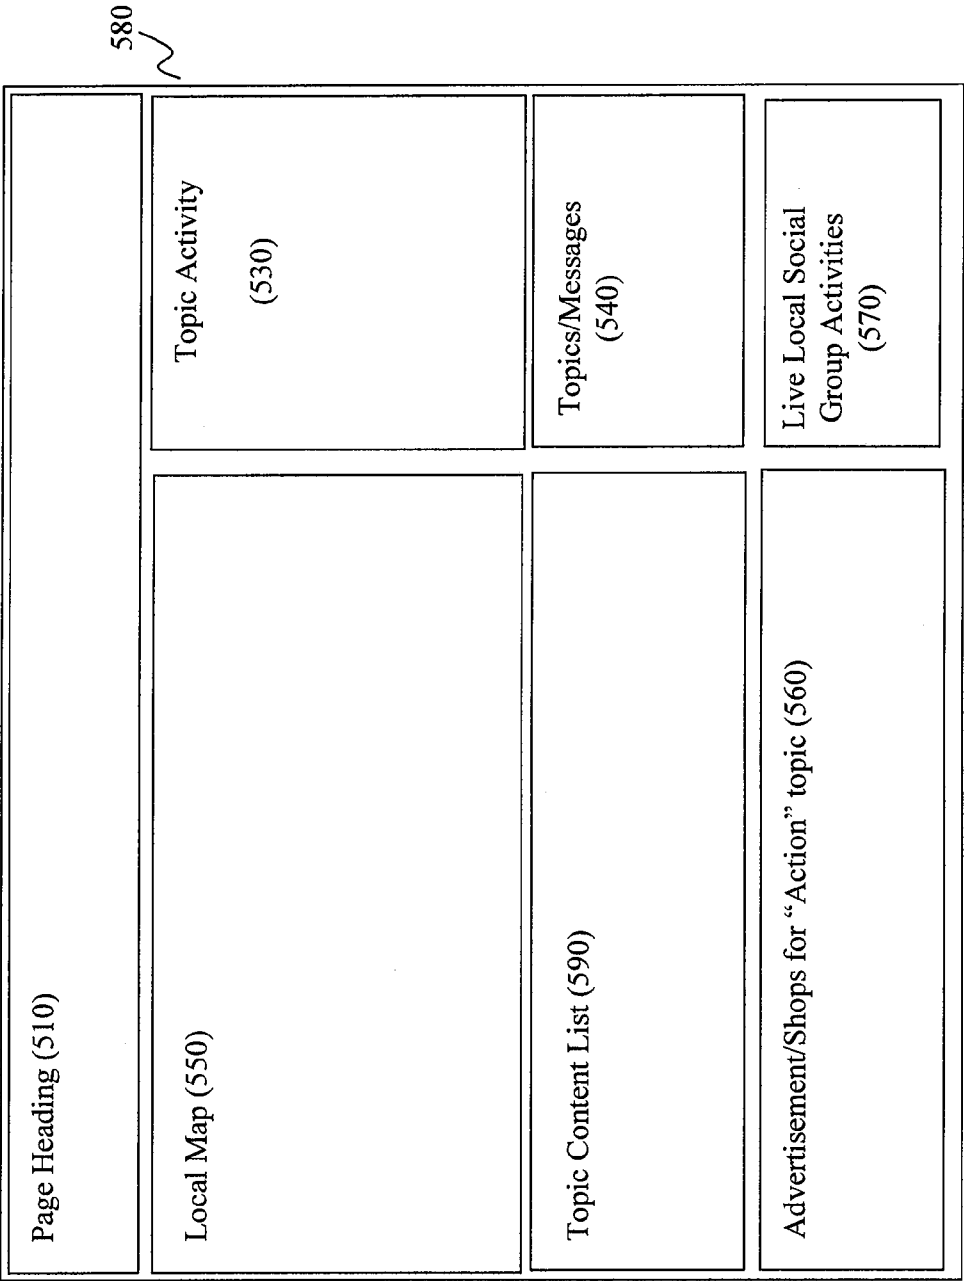 580
Page Heading (510)
Local Map (550)
Topic Activity
(530)
Topic Content List (590)
Topics/Messages
(540)
Advertisement/Shops for “Action” topic (560)
Live Local Social
Group Activities
(570)